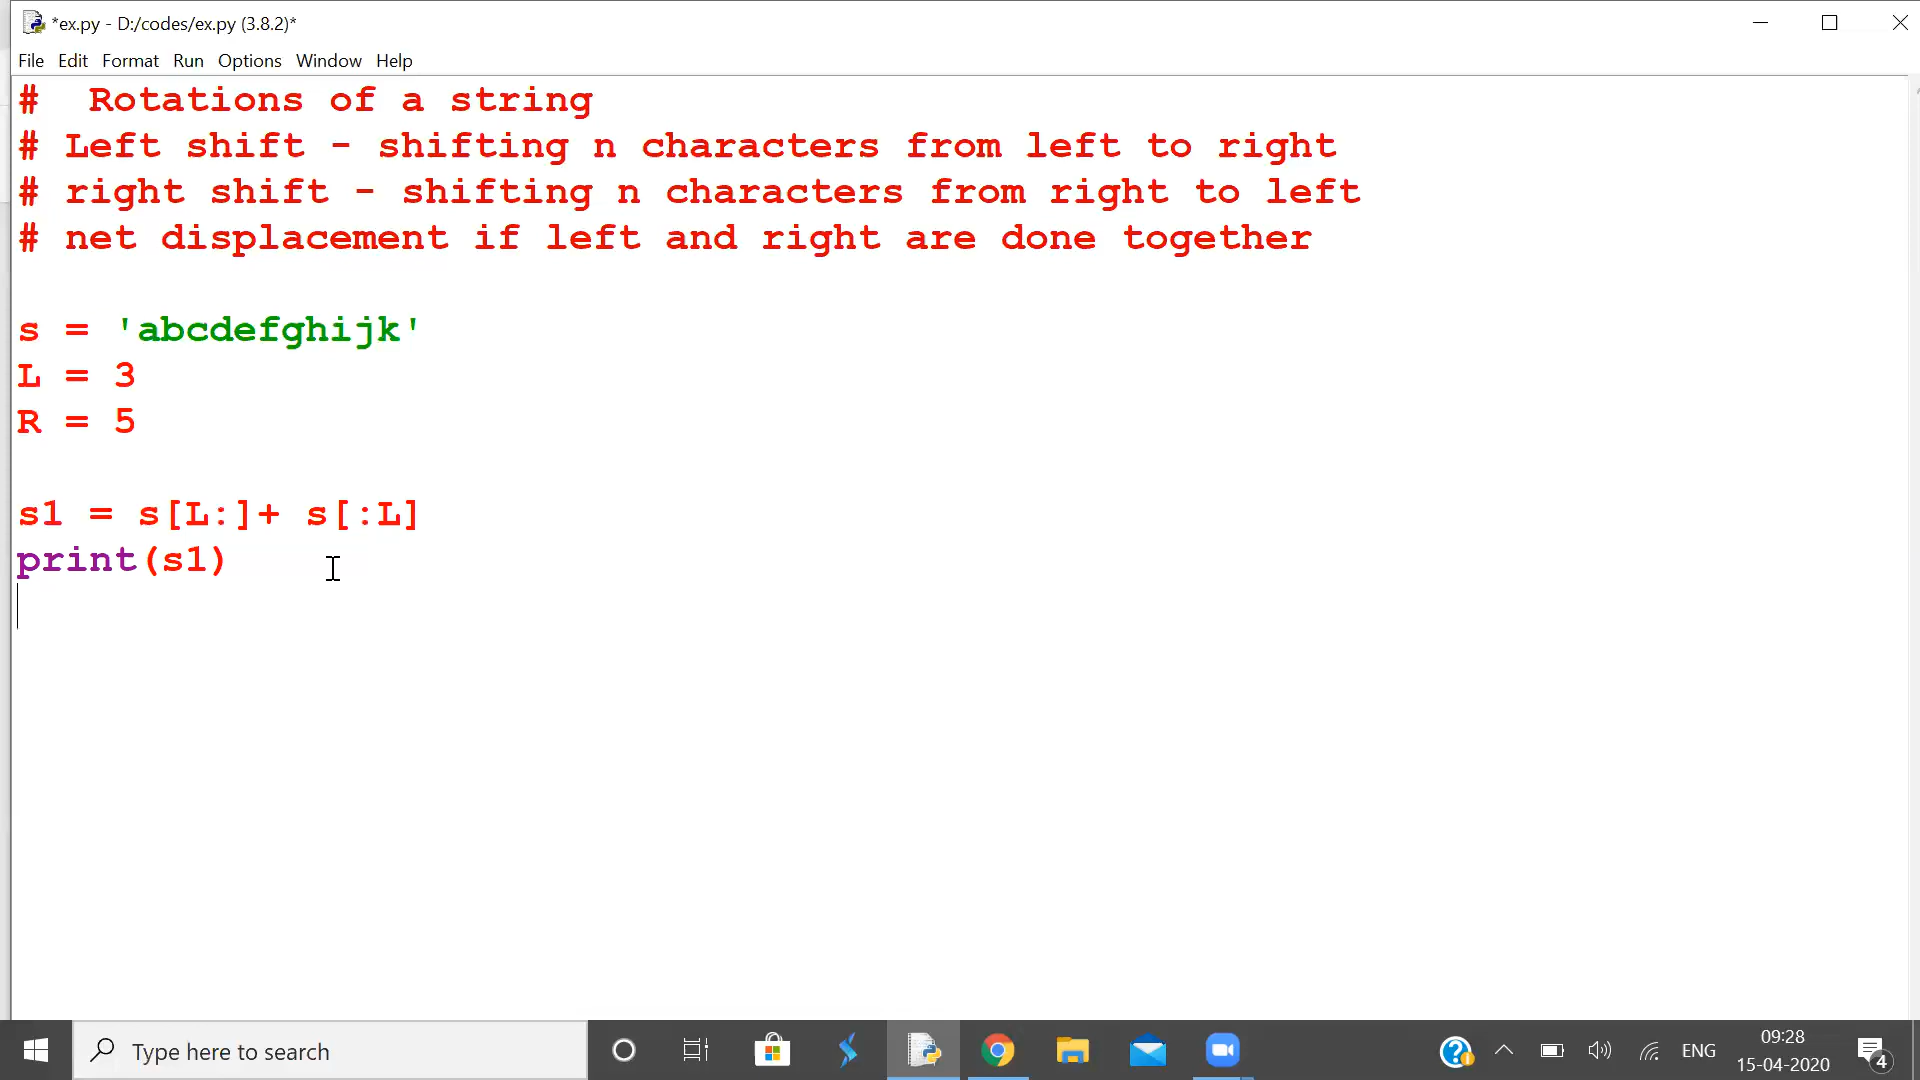 *ex.py - D:/codes/ex.py (3.8.2)*
File Edit Format Run Options Window Help
#  Rotations of a string
# Left shift - shifting n characters from left to right
# right shift - shifting n characters from right to left
# net displacement if left and right are done together
s = 'abcdefghijk'
L = 3
R = 5
s1 = s[L:]+ s[:L]
print(s1)
Type here to search
ENG
09:28
15-04-2020
4